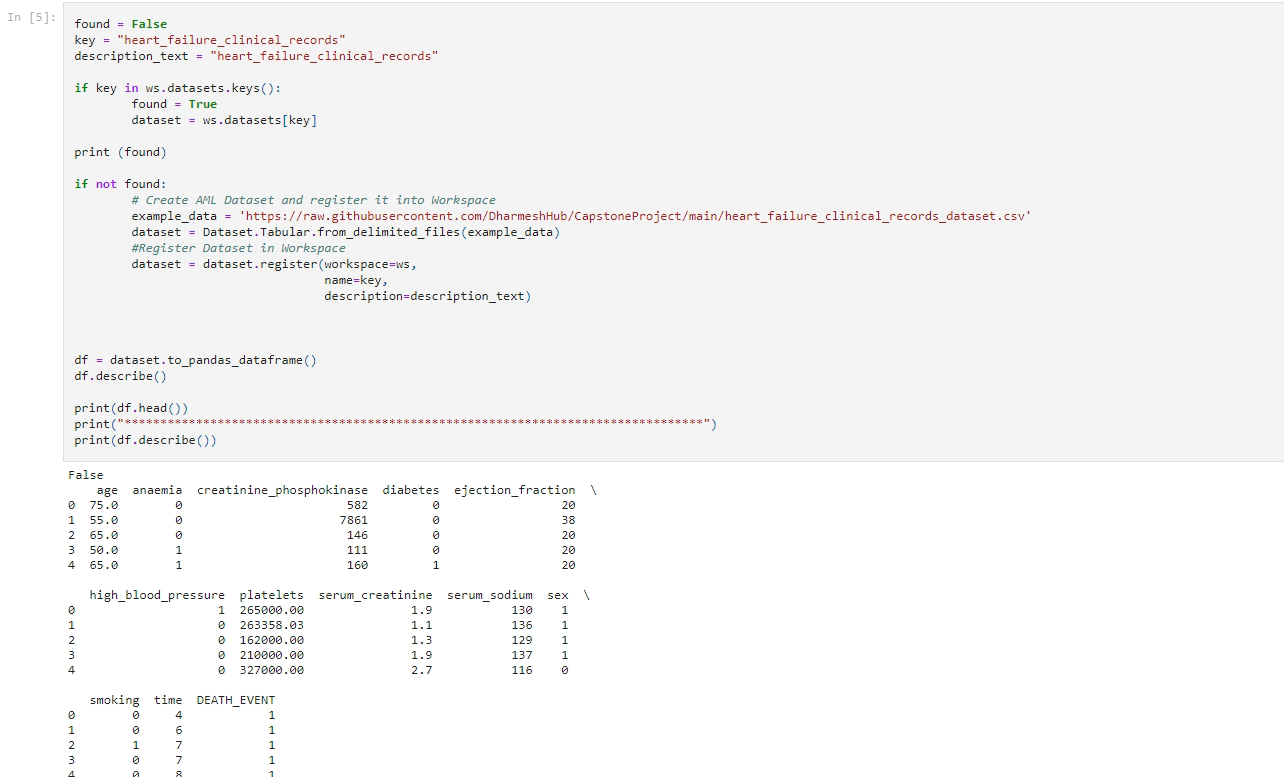 In [5]:
found = False
key = "heart_failure_clinical_records"
description_text = "heart_failure_clinical_records"
if key in ws.datasets.keys():
        found = True
        dataset = ws.datasets[key]
print (found)
if not found:
        # Create AML Dataset and register it into Workspace
        example_data = 'https://raw.githubusercontent.com/DharmeshHub/CapstoneProject/main/heart_failure_clinical_records_dataset.csv'
        dataset = Dataset.Tabular.from_delimited_files(example_data)
        #Register Dataset in Workspace
        dataset = dataset.register(workspace=ws,
                                   name=key,
                                   description=description_text)
df = dataset.to_pandas_dataframe()
df.describe()
print(df.head())
print("*********************************************************************************")
print(df.describe())
False
    age  anaemia  creatinine_phosphokinase  diabetes  ejection_fraction  \
0  75.0        0                       582         0                 20
1  55.0        0                      7861         0                 38
2  65.0        0                       146         0                 20
3  50.0        1                       111         0                 20
4  65.0        1                       160         1                 20
   high_blood_pressure  platelets  serum_creatinine  serum_sodium  sex  \
0                    1  265000.00               1.9           130    1
1                    0  263358.03               1.1           136    1
2                    0  162000.00               1.3           129    1
3                    0  210000.00               1.9           137    1
4                    0  327000.00               2.7           116    0
   smoking  time  DEATH_EVENT
0        0     4            1
1        0     6            1
2        1     7            1
3        0     7            1
4        0     8            1